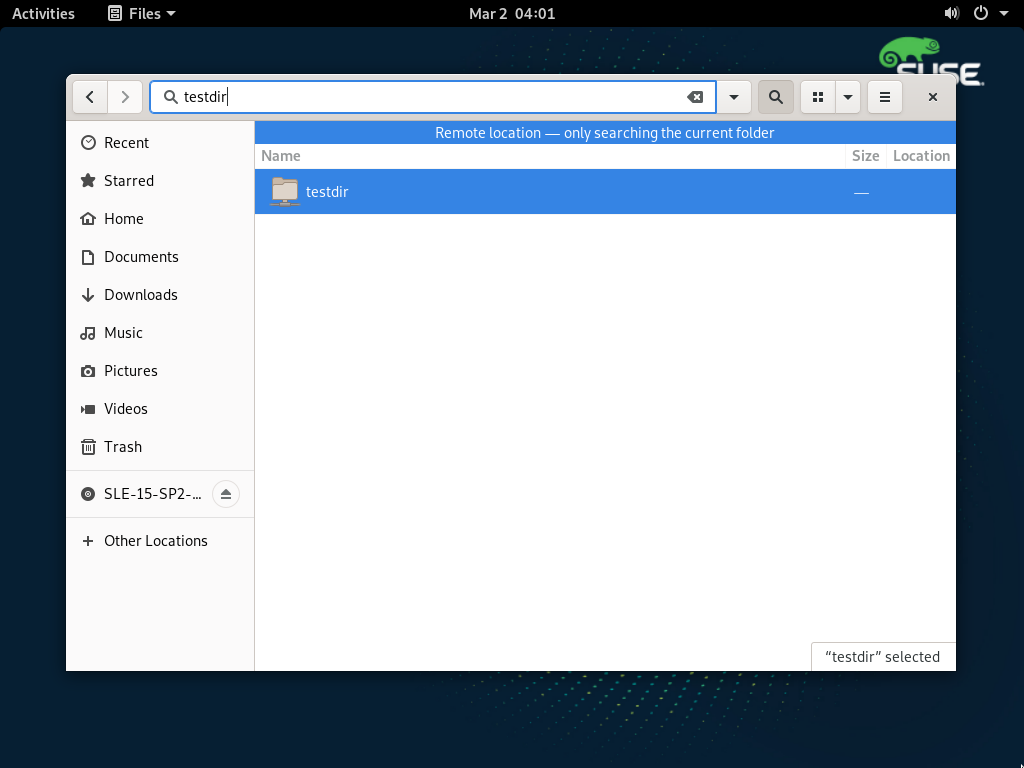 Activities Files Mar 2 04:01
SUSE
testdir
Remote location — only searching the current folder
Name Size Location
testdir —
Recent
Starred
Home
Documents
Downloads
Music
Pictures
Videos
Trash
SLE-15-SP2-...
Other Locations
“testdir” selected